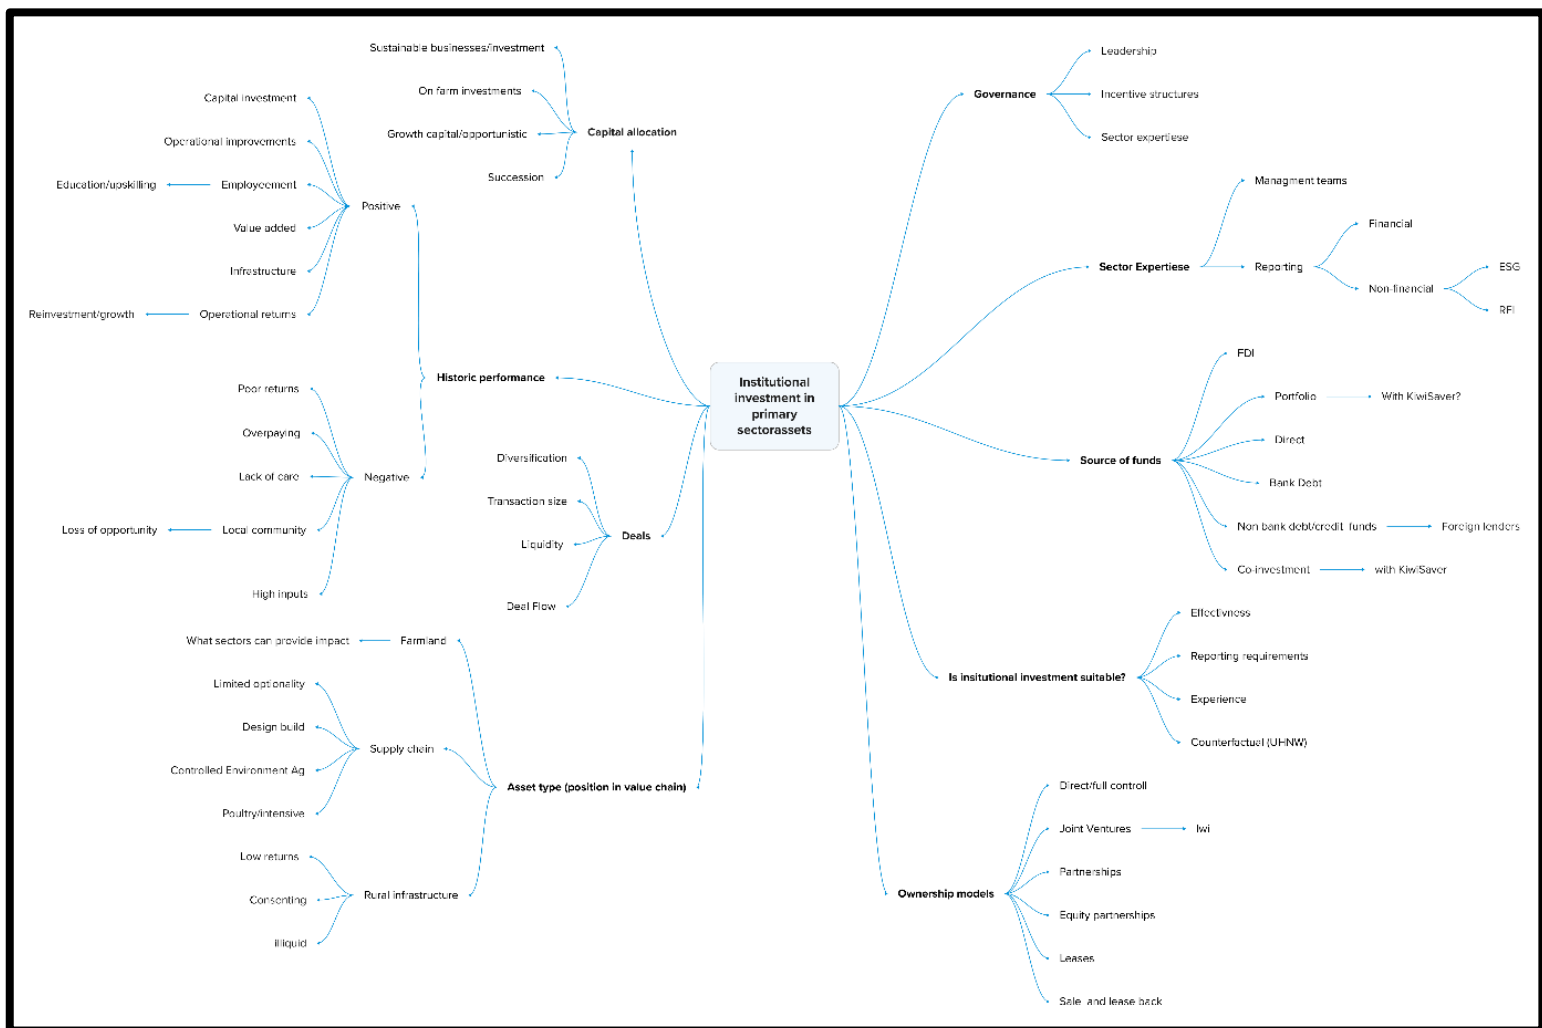 Institutional
investment in
primary
sectorassets
Capital allocation
Sustainable businesses/investment
On farm investments
Growth capital/opportunistic
Succession
Historic performance
Positive
Capital investment
Operational improvements
Employeement
Education/upskilling
Value added
Infrastructure
Operational returns
Reinvestment/growth
Negative
Poor returns
Overpaying
Lack of care
Local community
Loss of opportunity
High inputs
Deals
Diversification
Transaction size
Liquidity
Deal Flow
Asset type (position in value chain)
Farmland
What sectors can provide impact
Supply chain
Limited optionality
Design build
Controlled Environment Ag
Poultry/intensive
Rural infrastructure
Low returns
Consenting
illiquid
Governance
Leadership
Incentive structures
Sector expertiese
Sector Expertiese
Managment teams
Reporting
Financial
Non-financial
ESG
RFI
Source of funds
FDI
Portfolio
With KiwiSaver?
Direct
Bank Debt
Non bank debt/credit funds
Foreign lenders
Co-investment
with KiwiSaver
Is insitutional investment suitable?
Effectivness
Reporting requirements
Experience
Counterfactual (UHNW)
Ownership models
Direct/full controll
Joint Ventures
Iwi
Partnerships
Equity partnerships
Leases
Sale and lease back